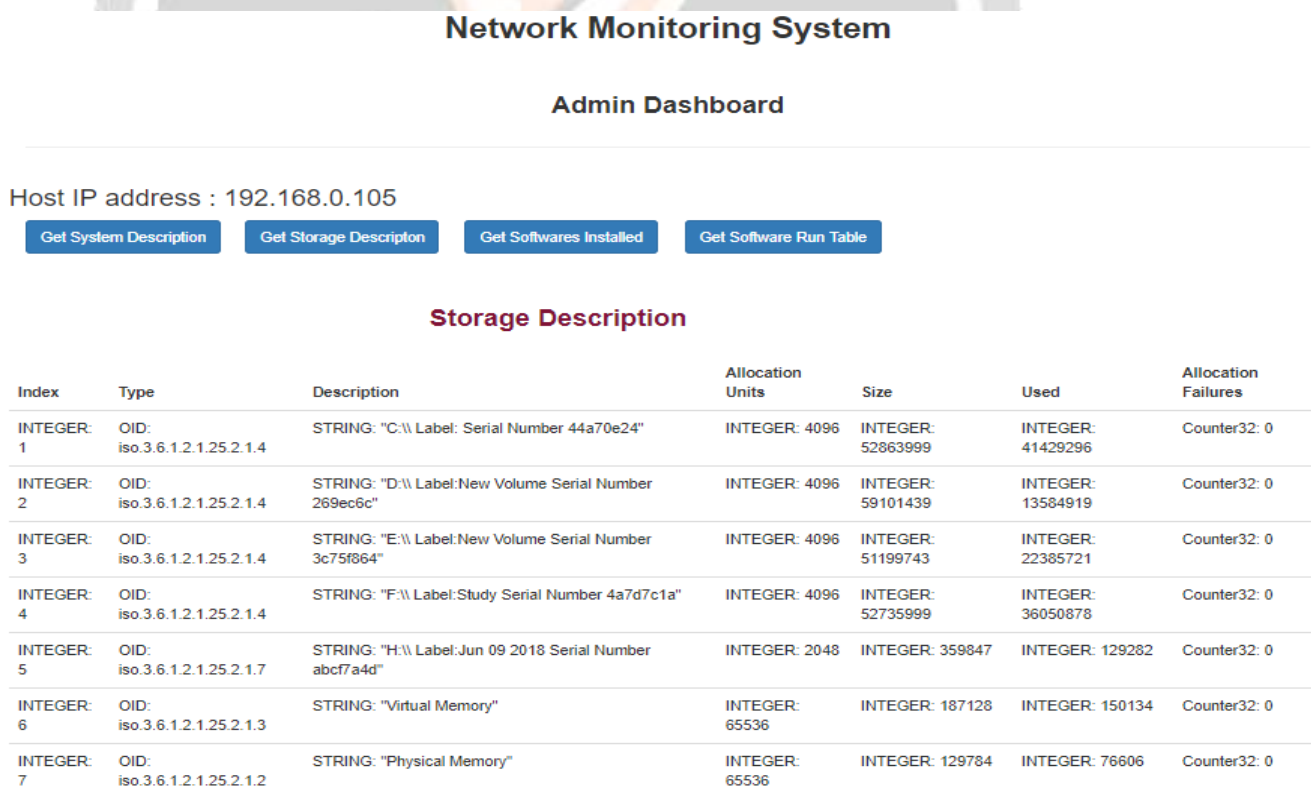 Network Monitoring System
Admin Dashboard
Host IP address : 192.168.0.105
Get System Description Get Storage Descripton Get Softwares Installed Get Software Run Table
Storage Description
Index Type Description Allocation Units Size Used Allocation Failures
INTEGER: 1 OID: iso.3.6.1.2.1.25.2.1.4 STRING: "C:\\ Label: Serial Number 44a70e24" INTEGER: 4096 INTEGER: 52863999 INTEGER: 41429296 Counter32: 0
INTEGER: 2 OID: iso.3.6.1.2.1.25.2.1.4 STRING: "D:\\ Label:New Volume Serial Number 269ec6c" INTEGER: 4096 INTEGER: 59101439 INTEGER: 13584919 Counter32: 0
INTEGER: 3 OID: iso.3.6.1.2.1.25.2.1.4 STRING: "E:\\ Label:New Volume Serial Number 3c75f864" INTEGER: 4096 INTEGER: 51199743 INTEGER: 22385721 Counter32: 0
INTEGER: 4 OID: iso.3.6.1.2.1.25.2.1.4 STRING: "F:\\ Label:Study Serial Number 4a7d7c1a" INTEGER: 4096 INTEGER: 52735999 INTEGER: 36050878 Counter32: 0
INTEGER: 5 OID: iso.3.6.1.2.1.25.2.1.7 STRING: "H:\\ Label:Jun 09 2018 Serial Number abcf7a4d" INTEGER: 2048 INTEGER: 359847 INTEGER: 129282 Counter32: 0
INTEGER: 6 OID: iso.3.6.1.2.1.25.2.1.3 STRING: "Virtual Memory" INTEGER: 65536 INTEGER: 187128 INTEGER: 150134 Counter32: 0
INTEGER: 7 OID: iso.3.6.1.2.1.25.2.1.2 STRING: "Physical Memory" INTEGER: 65536 INTEGER: 129784 INTEGER: 76606 Counter32: 0